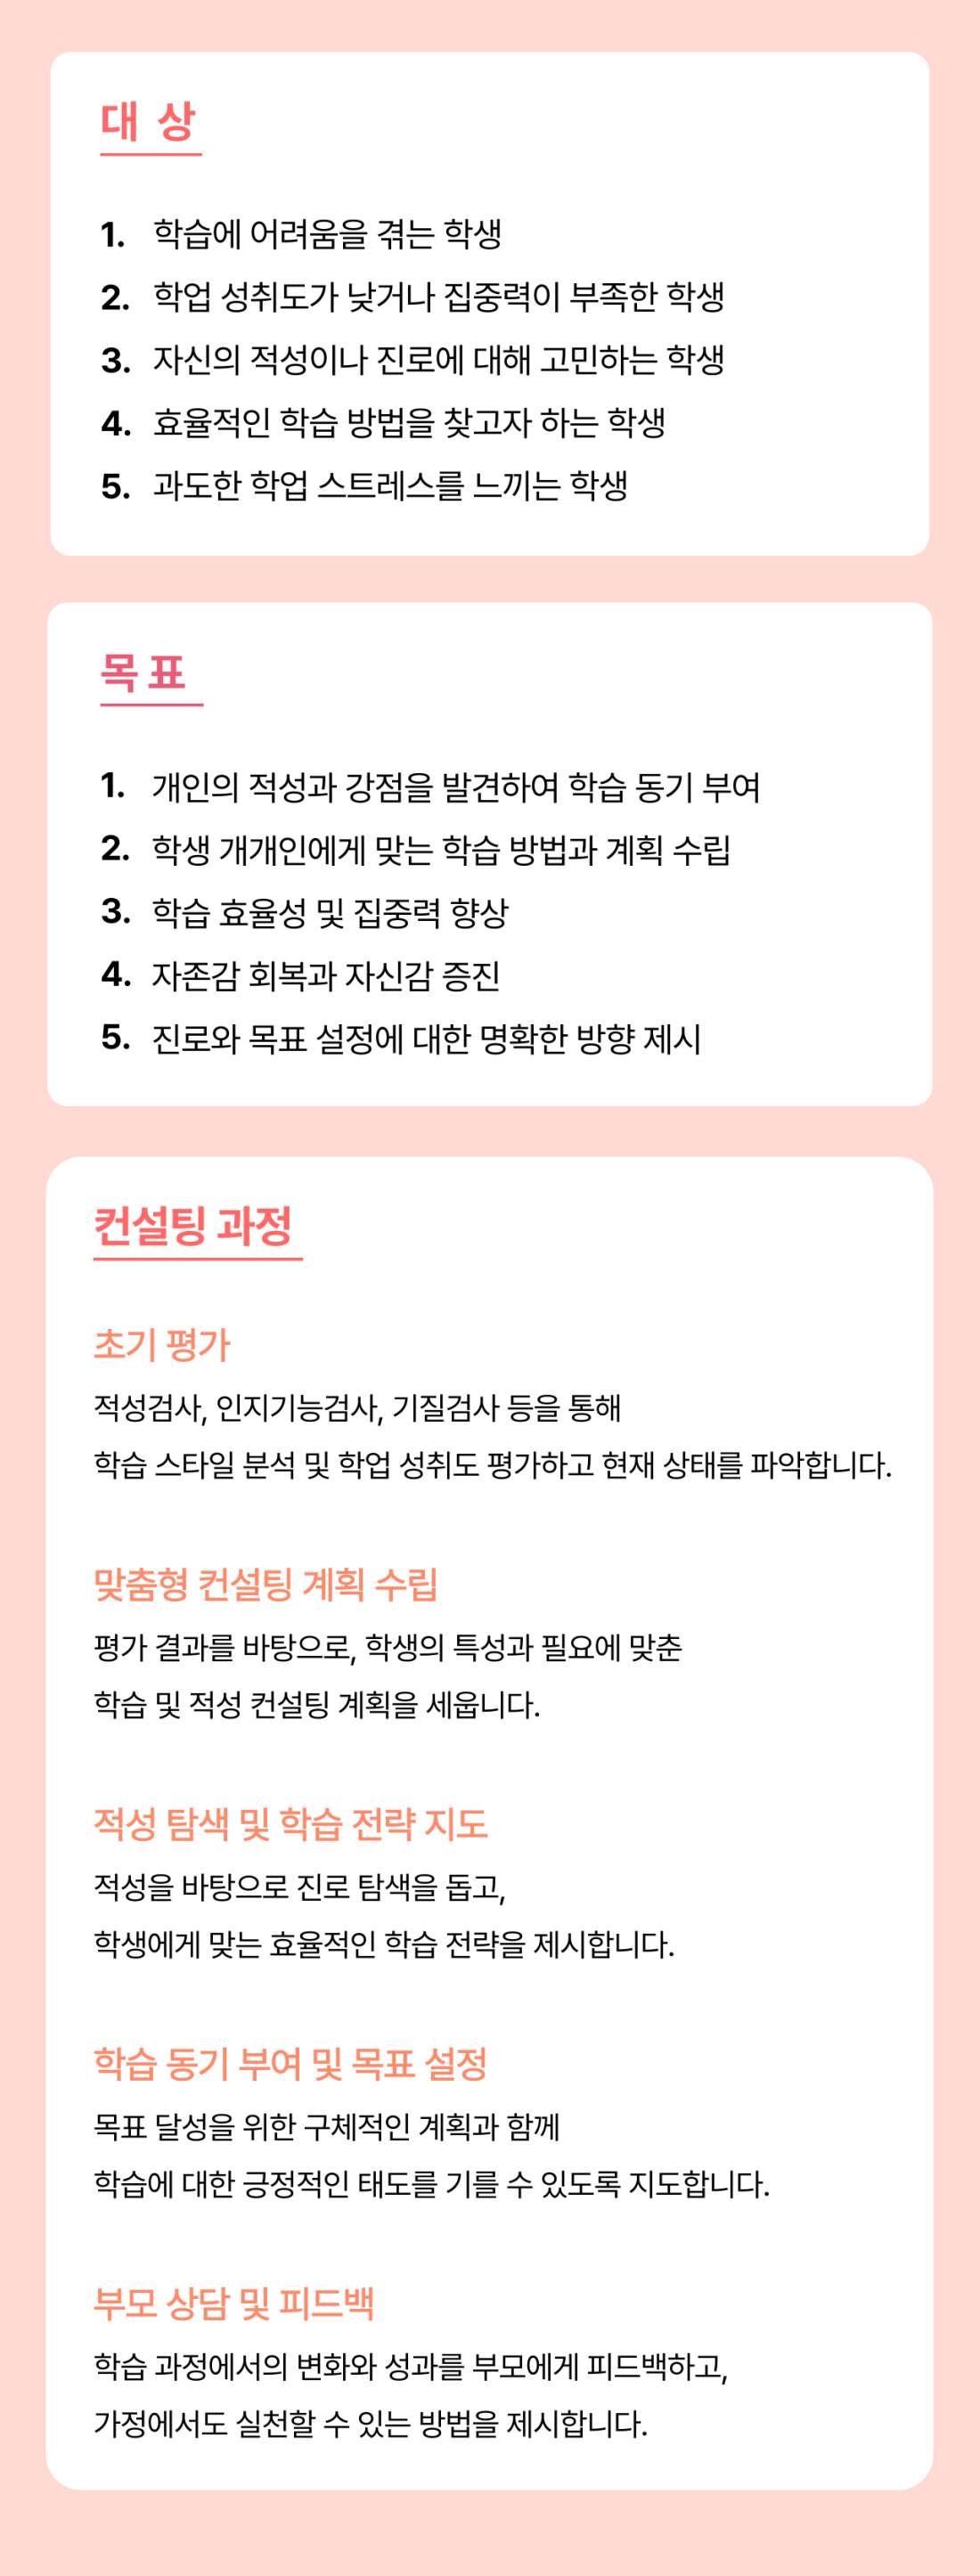 대 상
1. 학습에 어려움을 겪는 학생
2. 학업 성취도가 낮거나 집중력이 부족한 학생
3. 자신의 적성이나 진로에 대해 고민하는 학생
4. 효율적인 학습 방법을 찾고자 하는 학생
5. 과도한 학업 스트레스를 느끼는 학생
목 표
1. 개인의 적성과 강점을 발견하여 학습 동기 부여
2. 학생 개개인에게 맞는 학습 방법과 계획 수립
3. 학습 효율성 및 집중력 향상
4. 자존감 회복과 자신감 증진
5. 진로와 목표 설정에 대한 명확한 방향 제시
컨설팅 과정
초기 평가
적성검사, 인지기능검사, 기질검사 등을 통해
학습 스타일 분석 및 학업 성취도 평가하고 현재 상태를 파악합니다.
맞춤형 컨설팅 계획 수립
평가 결과를 바탕으로, 학생의 특성과 필요에 맞춘
학습 및 적성 컨설팅 계획을 세웁니다.
적성 탐색 및 학습 전략 지도
적성을 바탕으로 진로 탐색을 돕고,
학생에게 맞는 효율적인 학습 전략을 제시합니다.
학습 동기 부여 및 목표 설정
목표 달성을 위한 구체적인 계획과 함께
학습에 대한 긍정적인 태도를 기를 수 있도록 지도합니다.
부모 상담 및 피드백
학습 과정에서의 변화와 성과를 부모에게 피드백하고,
가정에서도 실천할 수 있는 방법을 제시합니다.